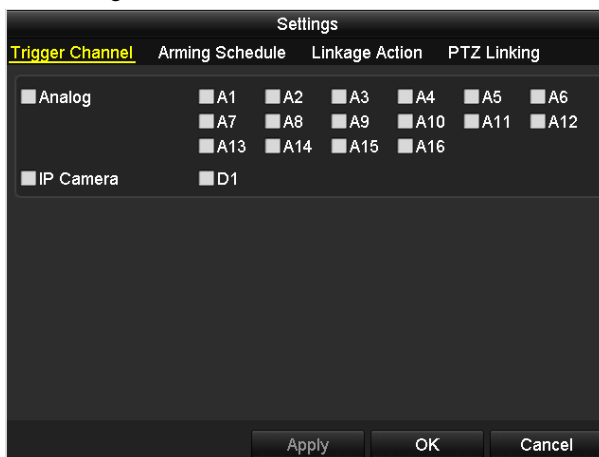 Settings
Trigger Channel Arming Schedule Linkage Action PTZ Linking
Analog A1 A2 A3 A4 A5 A6
A7 A8 A9 A10 A11 A12
A13 A14 A15 A16
IP Camera D1
Apply OK Cancel